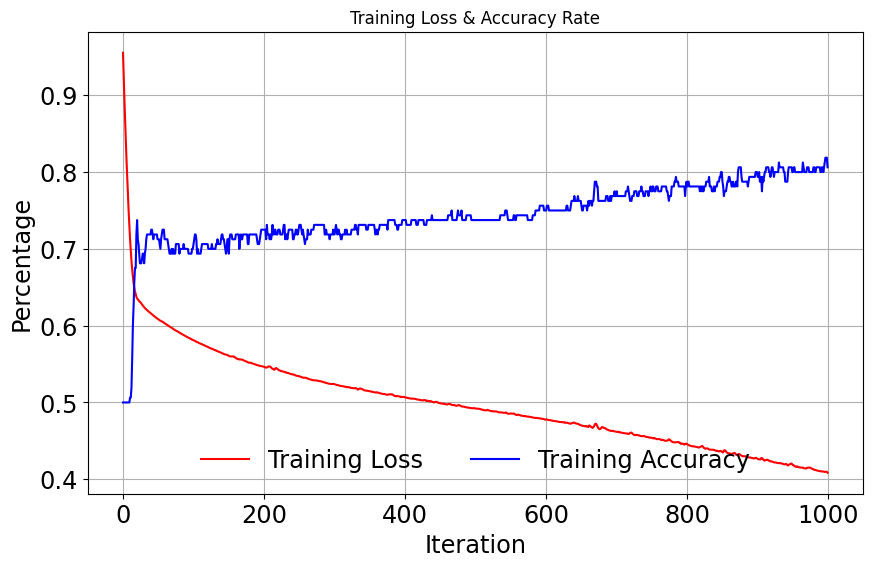 Training Loss & Accuracy Rate
Percentage
0.9
0.8
0.7
0.6
0.5
0.4
Training Loss
Training Accuracy
0
200
400
600
800
1000
Iteration